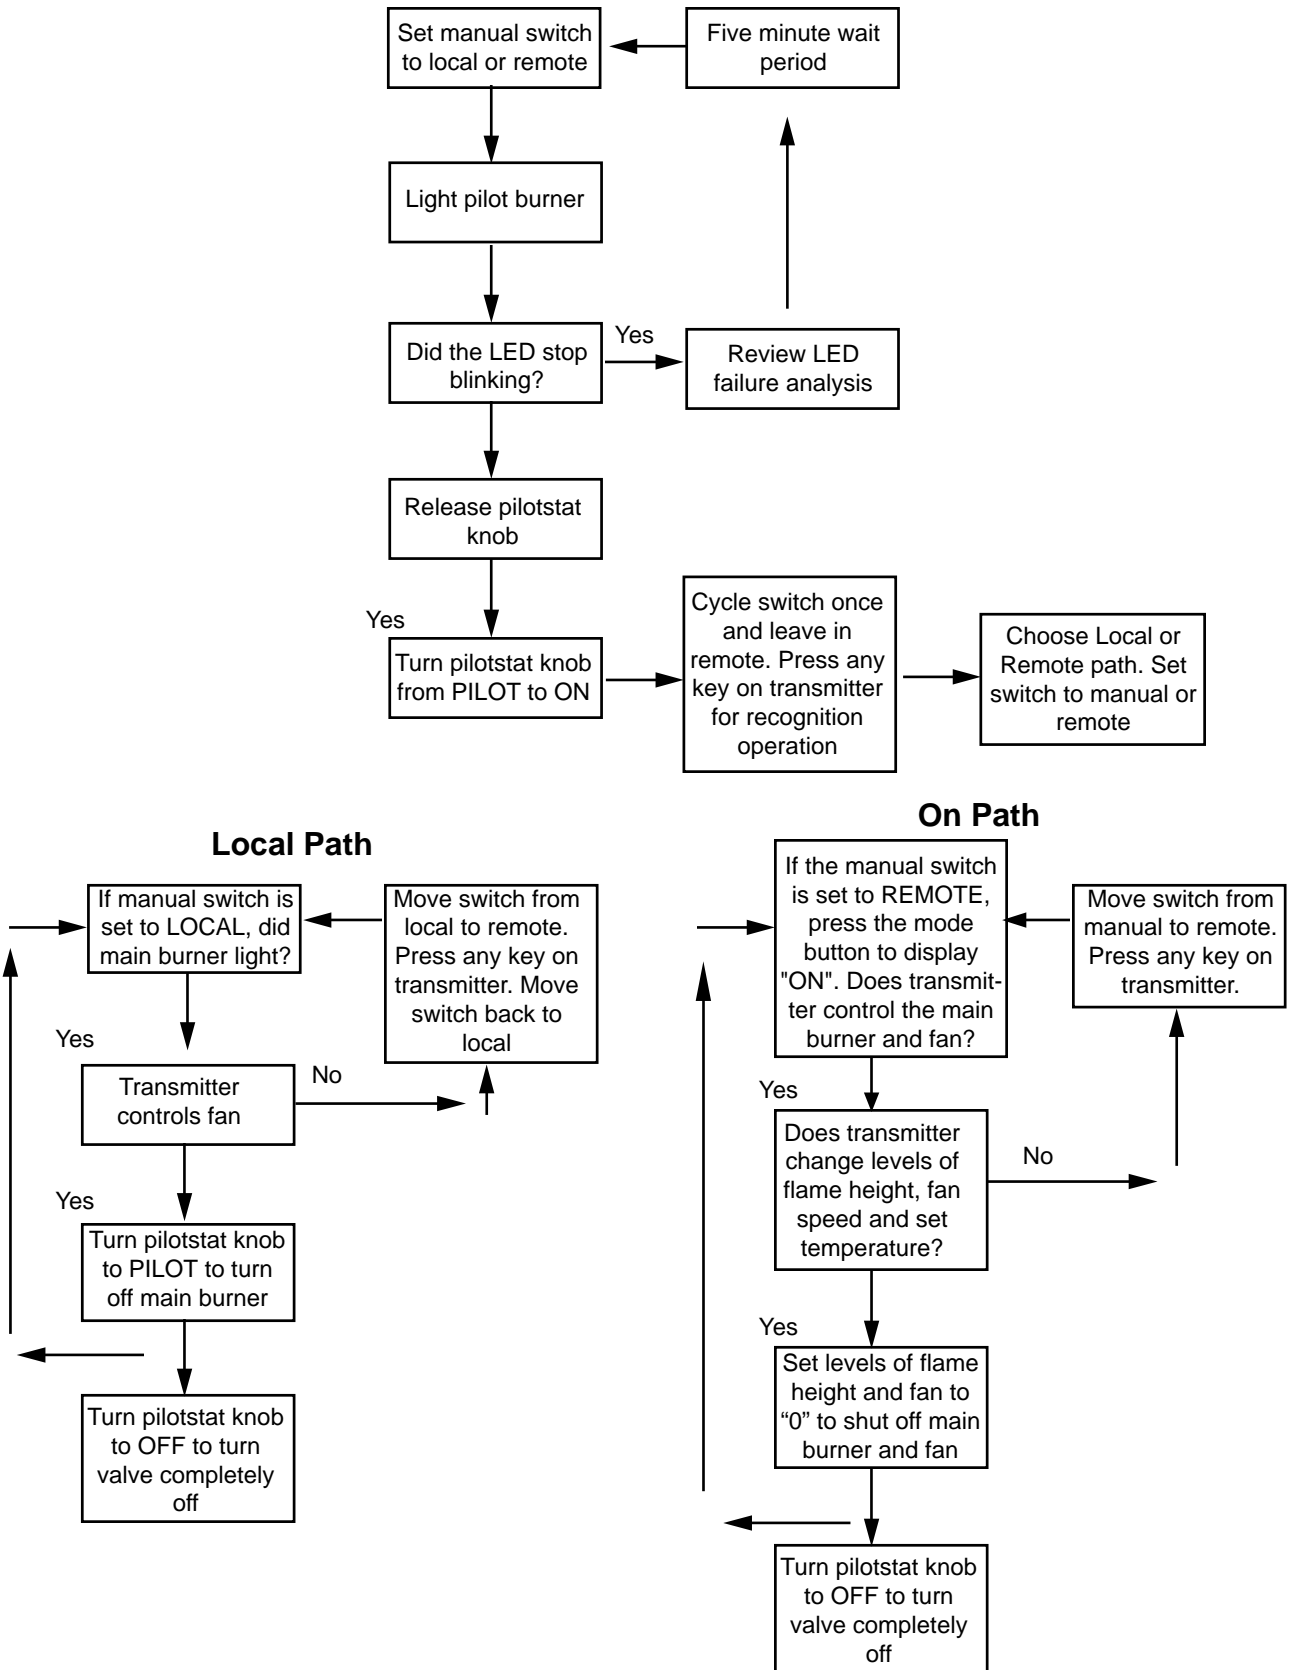 Set manual switch
to local or remote
Five minute wait
period
Light pilot burner
Did the LED stop
blinking?
Yes
Review LED
failure analysis
Release pilotstat
knob
Yes
Turn pilotstat knob
from PILOT to ON
Cycle switch once
and leave in
remote. Press any
key on transmitter
for recognition
operation
Choose Local or
Remote path. Set
switch to manual or
remote
Local Path
If manual switch is
set to LOCAL, did
main burner light?
Move switch from
local to remote.
Press any key on
transmitter. Move
switch back to
local
Yes
Transmitter
controls fan
No
Yes
Turn pilotstat knob
to PILOT to turn
off main burner
Turn pilotstat knob
to OFF to turn
valve completely
off
On Path
If the manual switch
is set to REMOTE,
press the mode
button to display
"ON". Does transmit-
ter control the main
burner and fan?
Move switch from
manual to remote.
Press any key on
transmitter.
Yes
Does transmitter
change levels of
flame height, fan
speed and set
temperature?
No
Yes
Set levels of flame
height and fan to
“0” to shut off main
burner and fan
Turn pilotstat knob
to OFF to turn
valve completely
off